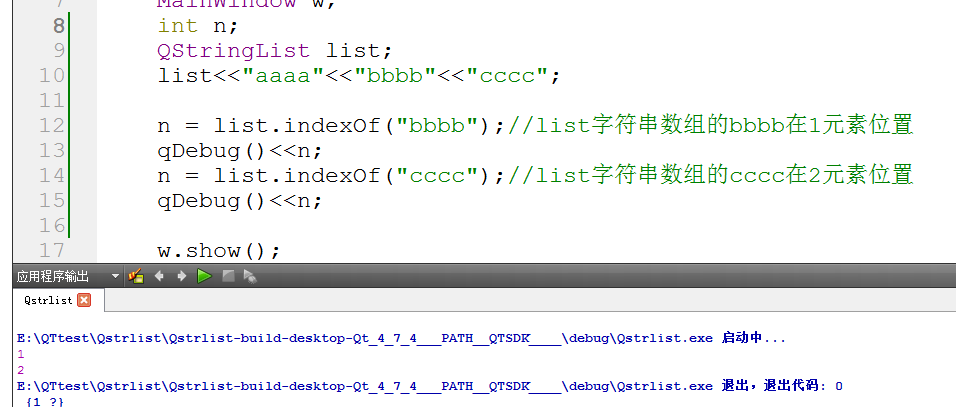 7 MainWindow w;
8 int n;
9 QStringList list;
10 list<<"aaaa"<<"bbbb"<<"cccc";
11
12 n = list.indexOf("bbbb");//list字符串数组的bbbb在1元素位置
13 qDebug()<<n;
14 n = list.indexOf("cccc");//list字符串数组的cccc在2元素位置
15 qDebug()<<n;
16
17 w.show();
应用程序输出
Qstrlist
E:\QTtest\Qstrlist\Qstrlist-build-desktop-Qt_4_7_4___PATH__QTSDK____\debug\Qstrlist.exe 启动中...
1
2
E:\QTtest\Qstrlist\Qstrlist-build-desktop-Qt_4_7_4___PATH__QTSDK____\debug\Qstrlist.exe 退出，退出代码: 0
{1 ?}